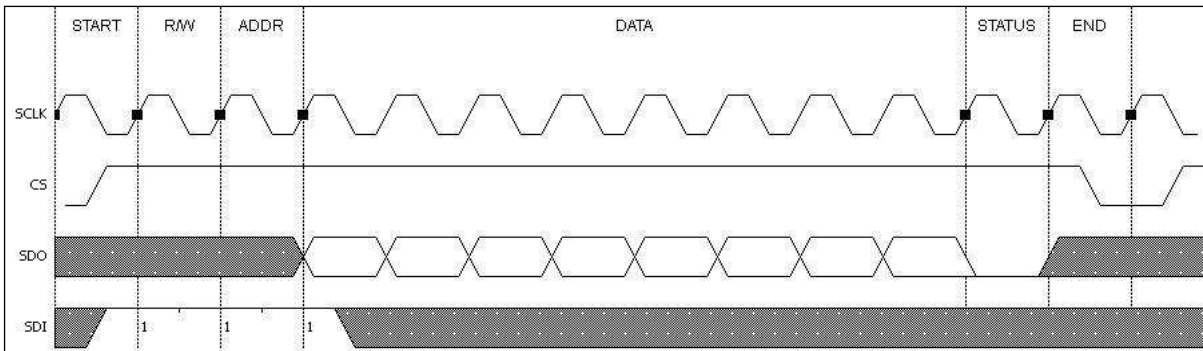 START R/W ADDR DATA STATUS END
SCLK
CS
SDO
SDI 1 1 1